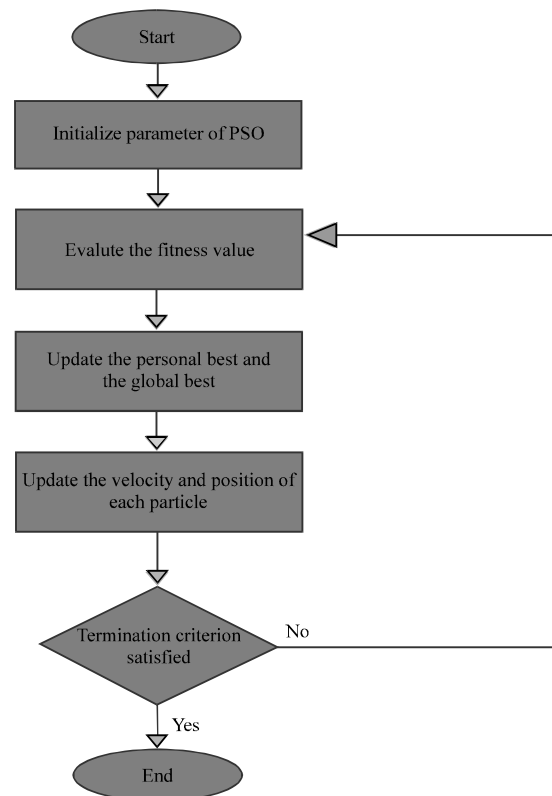 Start
Initialize parameter of PSO
Evalute the fitness value
Update the personal best and
the global best
Update the velocity and position of
each particle
Termination criterion
satisfied
No
Yes
End